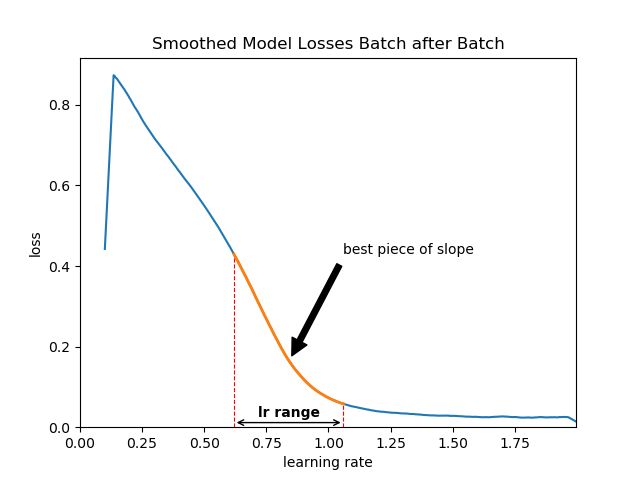 Smoothed Model Losses Batch after Batch
0.8
0.6
0.4
0.2
0.0
loss
best piece of slope
lr range
0.00 0.25 0.50 0.75 1.00 1.25 1.50 1.75
learning rate